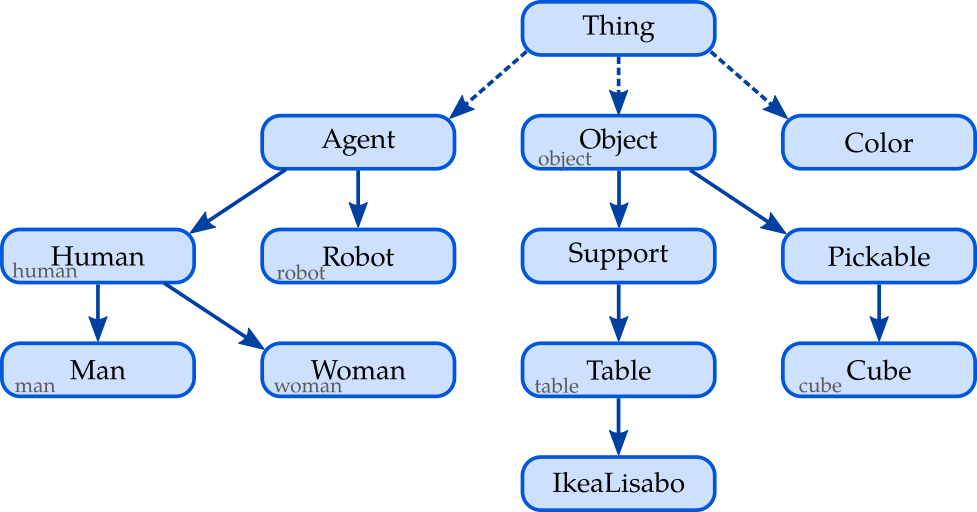 Thing
Agent
Object
object
Color
Human
human
Robot
robot
Support
Pickable
Man
man
Woman
woman
Table
table
Cube
cube
IkeaLisabo